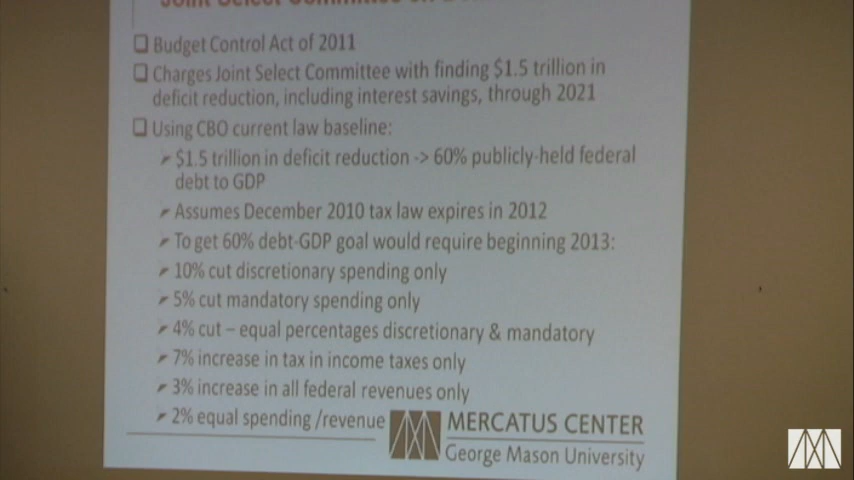 Joint Select Committee on
❑ Budget Control Act of 2011
❑ Charges Joint Select Committee with finding $1.5 trillion in
deficit reduction, including interest savings, through 2021
❑ Using CBO current law baseline:
$1.5 trillion in deficit reduction -> 60% publicly-held federal
debt to GDP
Assumes December 2010 tax law expires in 2012
To get 60% debt-GDP goal would require beginning 2013:
10% cut discretionary spending only
5% cut mandatory spending only
4% cut – equal percentages discretionary & mandatory
7% increase in tax in income taxes only
3% increase in all federal revenues only
2% equal spending /revenue
MERCATUS CENTER
George Mason University